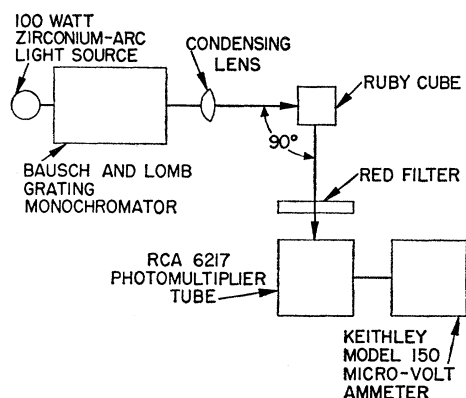 100 WATT
ZIRCONIUM-ARC
LIGHT SOURCE
CONDENSING
LENS
RUBY CUBE
90°
BAUSCH AND LOMB
GRATING
MONOCHROMATOR
RED FILTER
RCA 6217
PHOTOMULTIPLIER
TUBE
KEITHLEY
MODEL 150
MICRO-VOLT
AMMETER